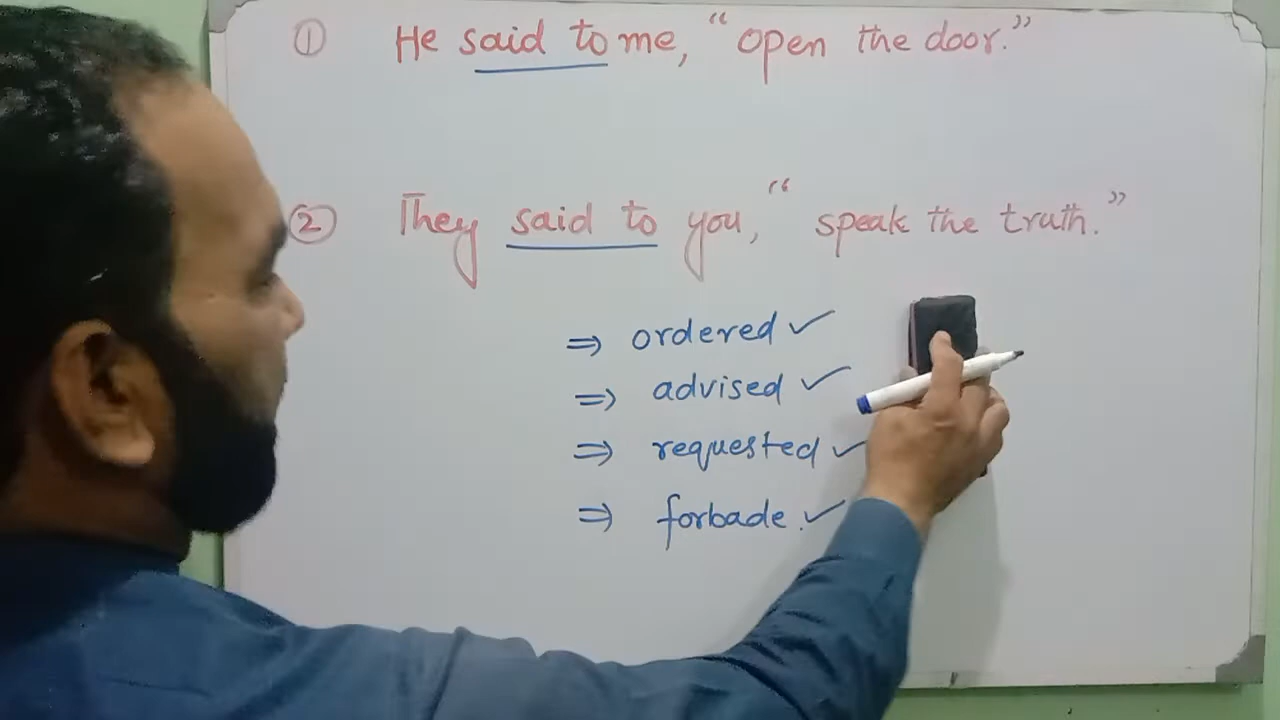 ① He said to me, "open the door."
② They said to you, "speak the truth."
⇒ ordered ✓
⇒ advised ✓
⇒ requested ✓
⇒ forbade. ✓